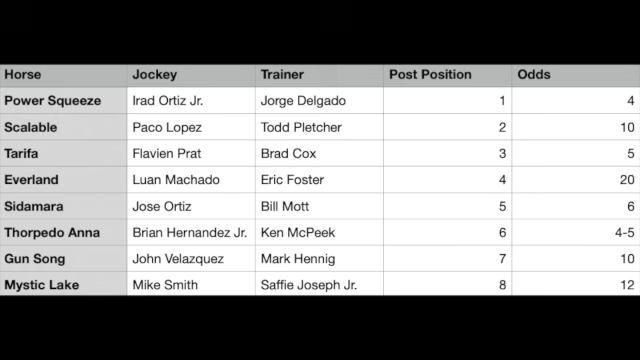 Horse Jockey Trainer Post Position Odds
Power Squeeze Irad Ortiz Jr. Jorge Delgado 1 4
Scalable Paco Lopez Todd Pletcher 2 10
Tarifa Flavien Prat Brad Cox 3 5
Everland Luan Machado Eric Foster 4 20
Sidamara Jose Ortiz Bill Mott 5 6
Thorpedo Anna Brian Hernandez Jr. Ken McPeek 6 4-5
Gun Song John Velazquez Mark Hennig 7 10
Mystic Lake Mike Smith Saffie Joseph Jr. 8 12